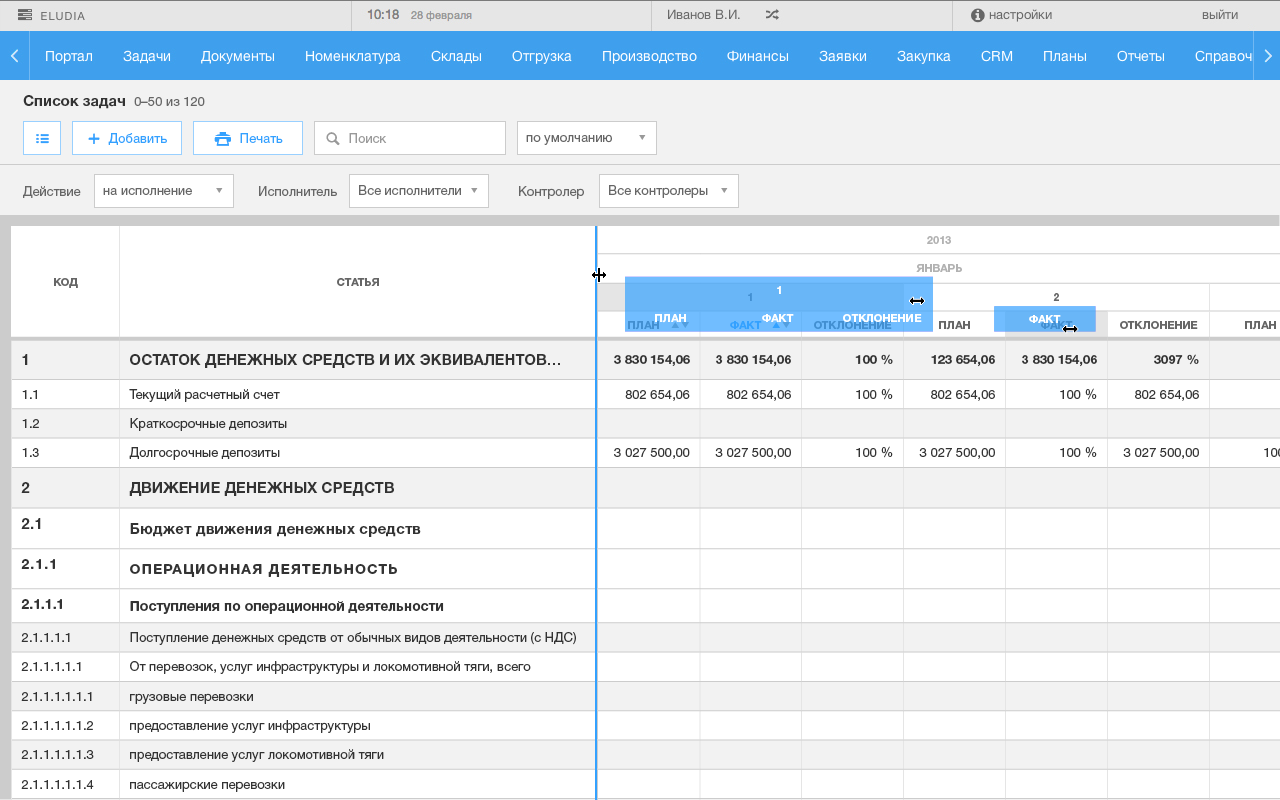 ELUDIA 10:18 28 февраля Иванов В.И. настройки выйти
Портал Задачи Документы Номенклатура Склады Отгрузка Производство Финансы Заявки Закупка CRM Планы Отчеты Справоч
Список задач 0–50 из 120
Добавить Печать Поиск по умолчанию
Действие на исполнение Исполнитель Все исполнители Контролер Все контролеры
2013
ЯНВАРЬ
КОД СТАТЬЯ
1
1 2
ПЛАН ФАКТ ОТКЛОНЕНИЕ ФАКТ
ПЛАН ФАКТ ОТКЛОНЕНИЕ ПЛАН ФАКТ ОТКЛОНЕНИЕ ПЛАН
1 ОСТАТОК ДЕНЕЖНЫХ СРЕДСТВ И ИХ ЭКВИВАЛЕНТОВ... 3 830 154,06 3 830 154,06 100 % 123 654,06 3 830 154,06 3097 %
1.1 Текущий расчетный счет 802 654,06 802 654,06 100 % 802 654,06 100 % 802 654,06
1.2 Краткосрочные депозиты
1.3 Долгосрочные депозиты 3 027 500,00 3 027 500,00 100 % 3 027 500,00 100 % 3 027 500,00 100
2 ДВИЖЕНИЕ ДЕНЕЖНЫХ СРЕДСТВ
2.1 Бюджет движения денежных средств
2.1.1 ОПЕРАЦИОННАЯ ДЕЯТЕЛЬНОСТЬ
2.1.1.1 Поступления по операционной деятельности
2.1.1.1.1 Поступление денежных средств от обычных видов деятельности (с НДС)
2.1.1.1.1.1 От перевозок, услуг инфраструктуры и локомотивной тяги, всего
2.1.1.1.1.1.1 грузовые перевозки
2.1.1.1.1.1.2 предоставление услуг инфраструктуры
2.1.1.1.1.1.3 предоставление услуг локомотивной тяги
2.1.1.1.1.1.4 пассажирские перевозки